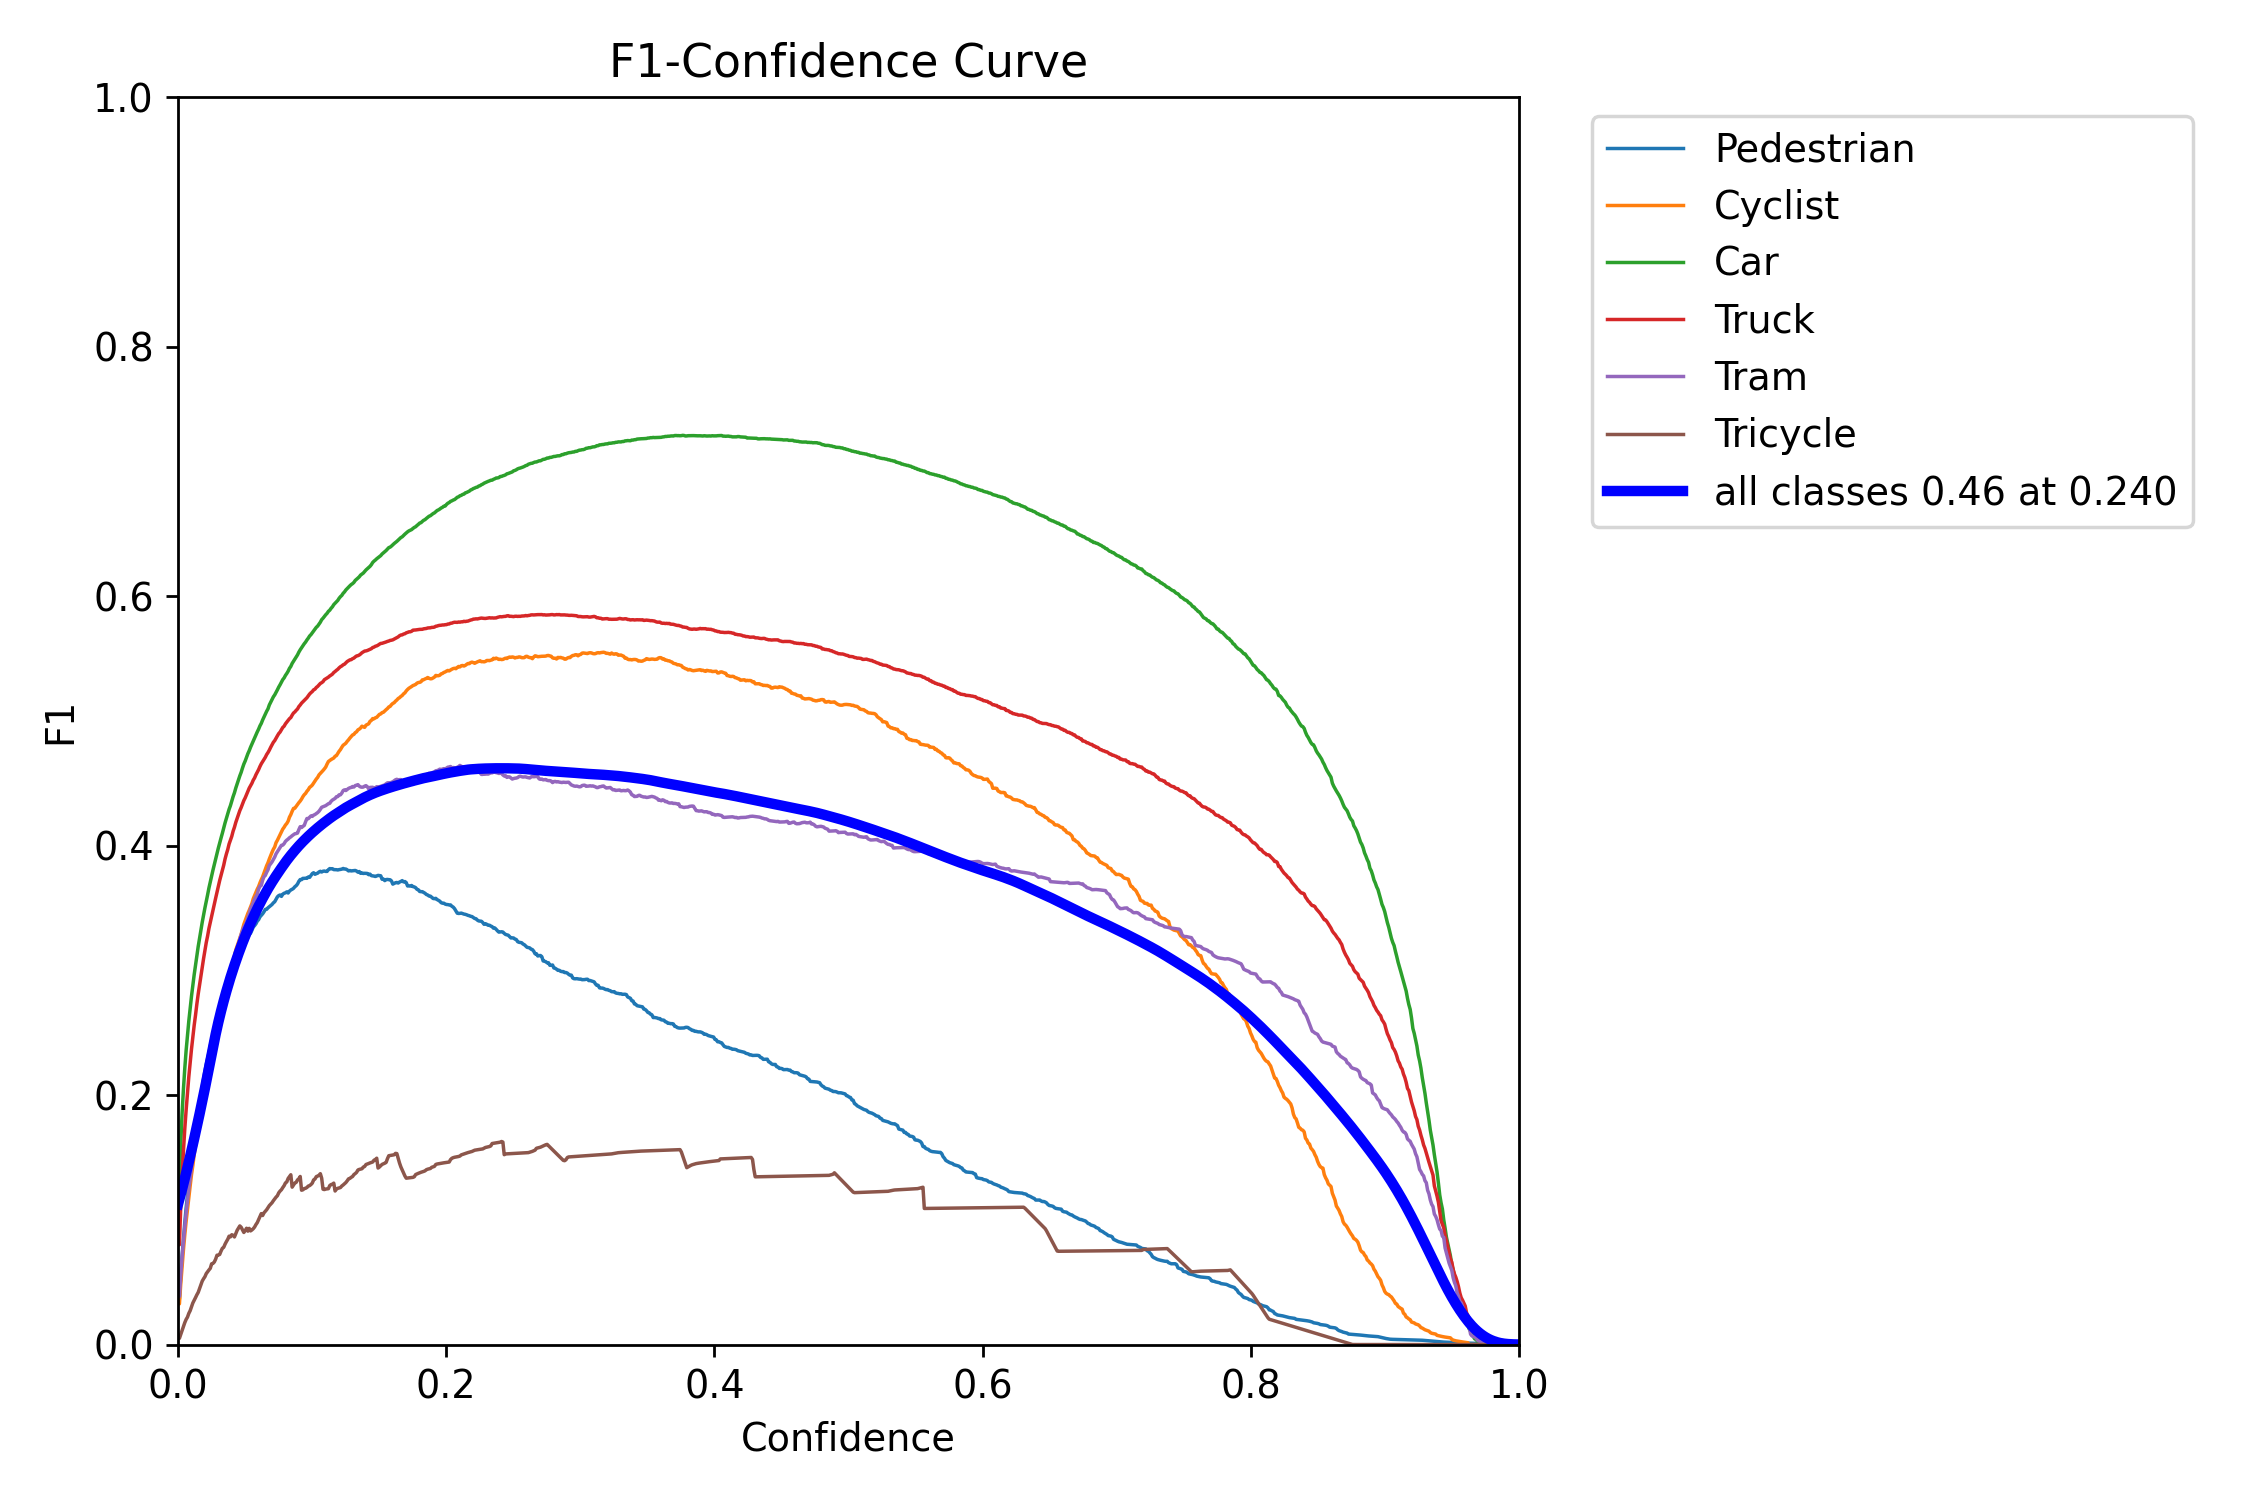 F1-Confidence Curve
1.0
0.8
0.6
0.4
0.2
0.0
F1
0.0 0.2 0.4 0.6 0.8 1.0
Confidence
Pedestrian
Cyclist
Car
Truck
Tram
Tricycle
all classes 0.46 at 0.240